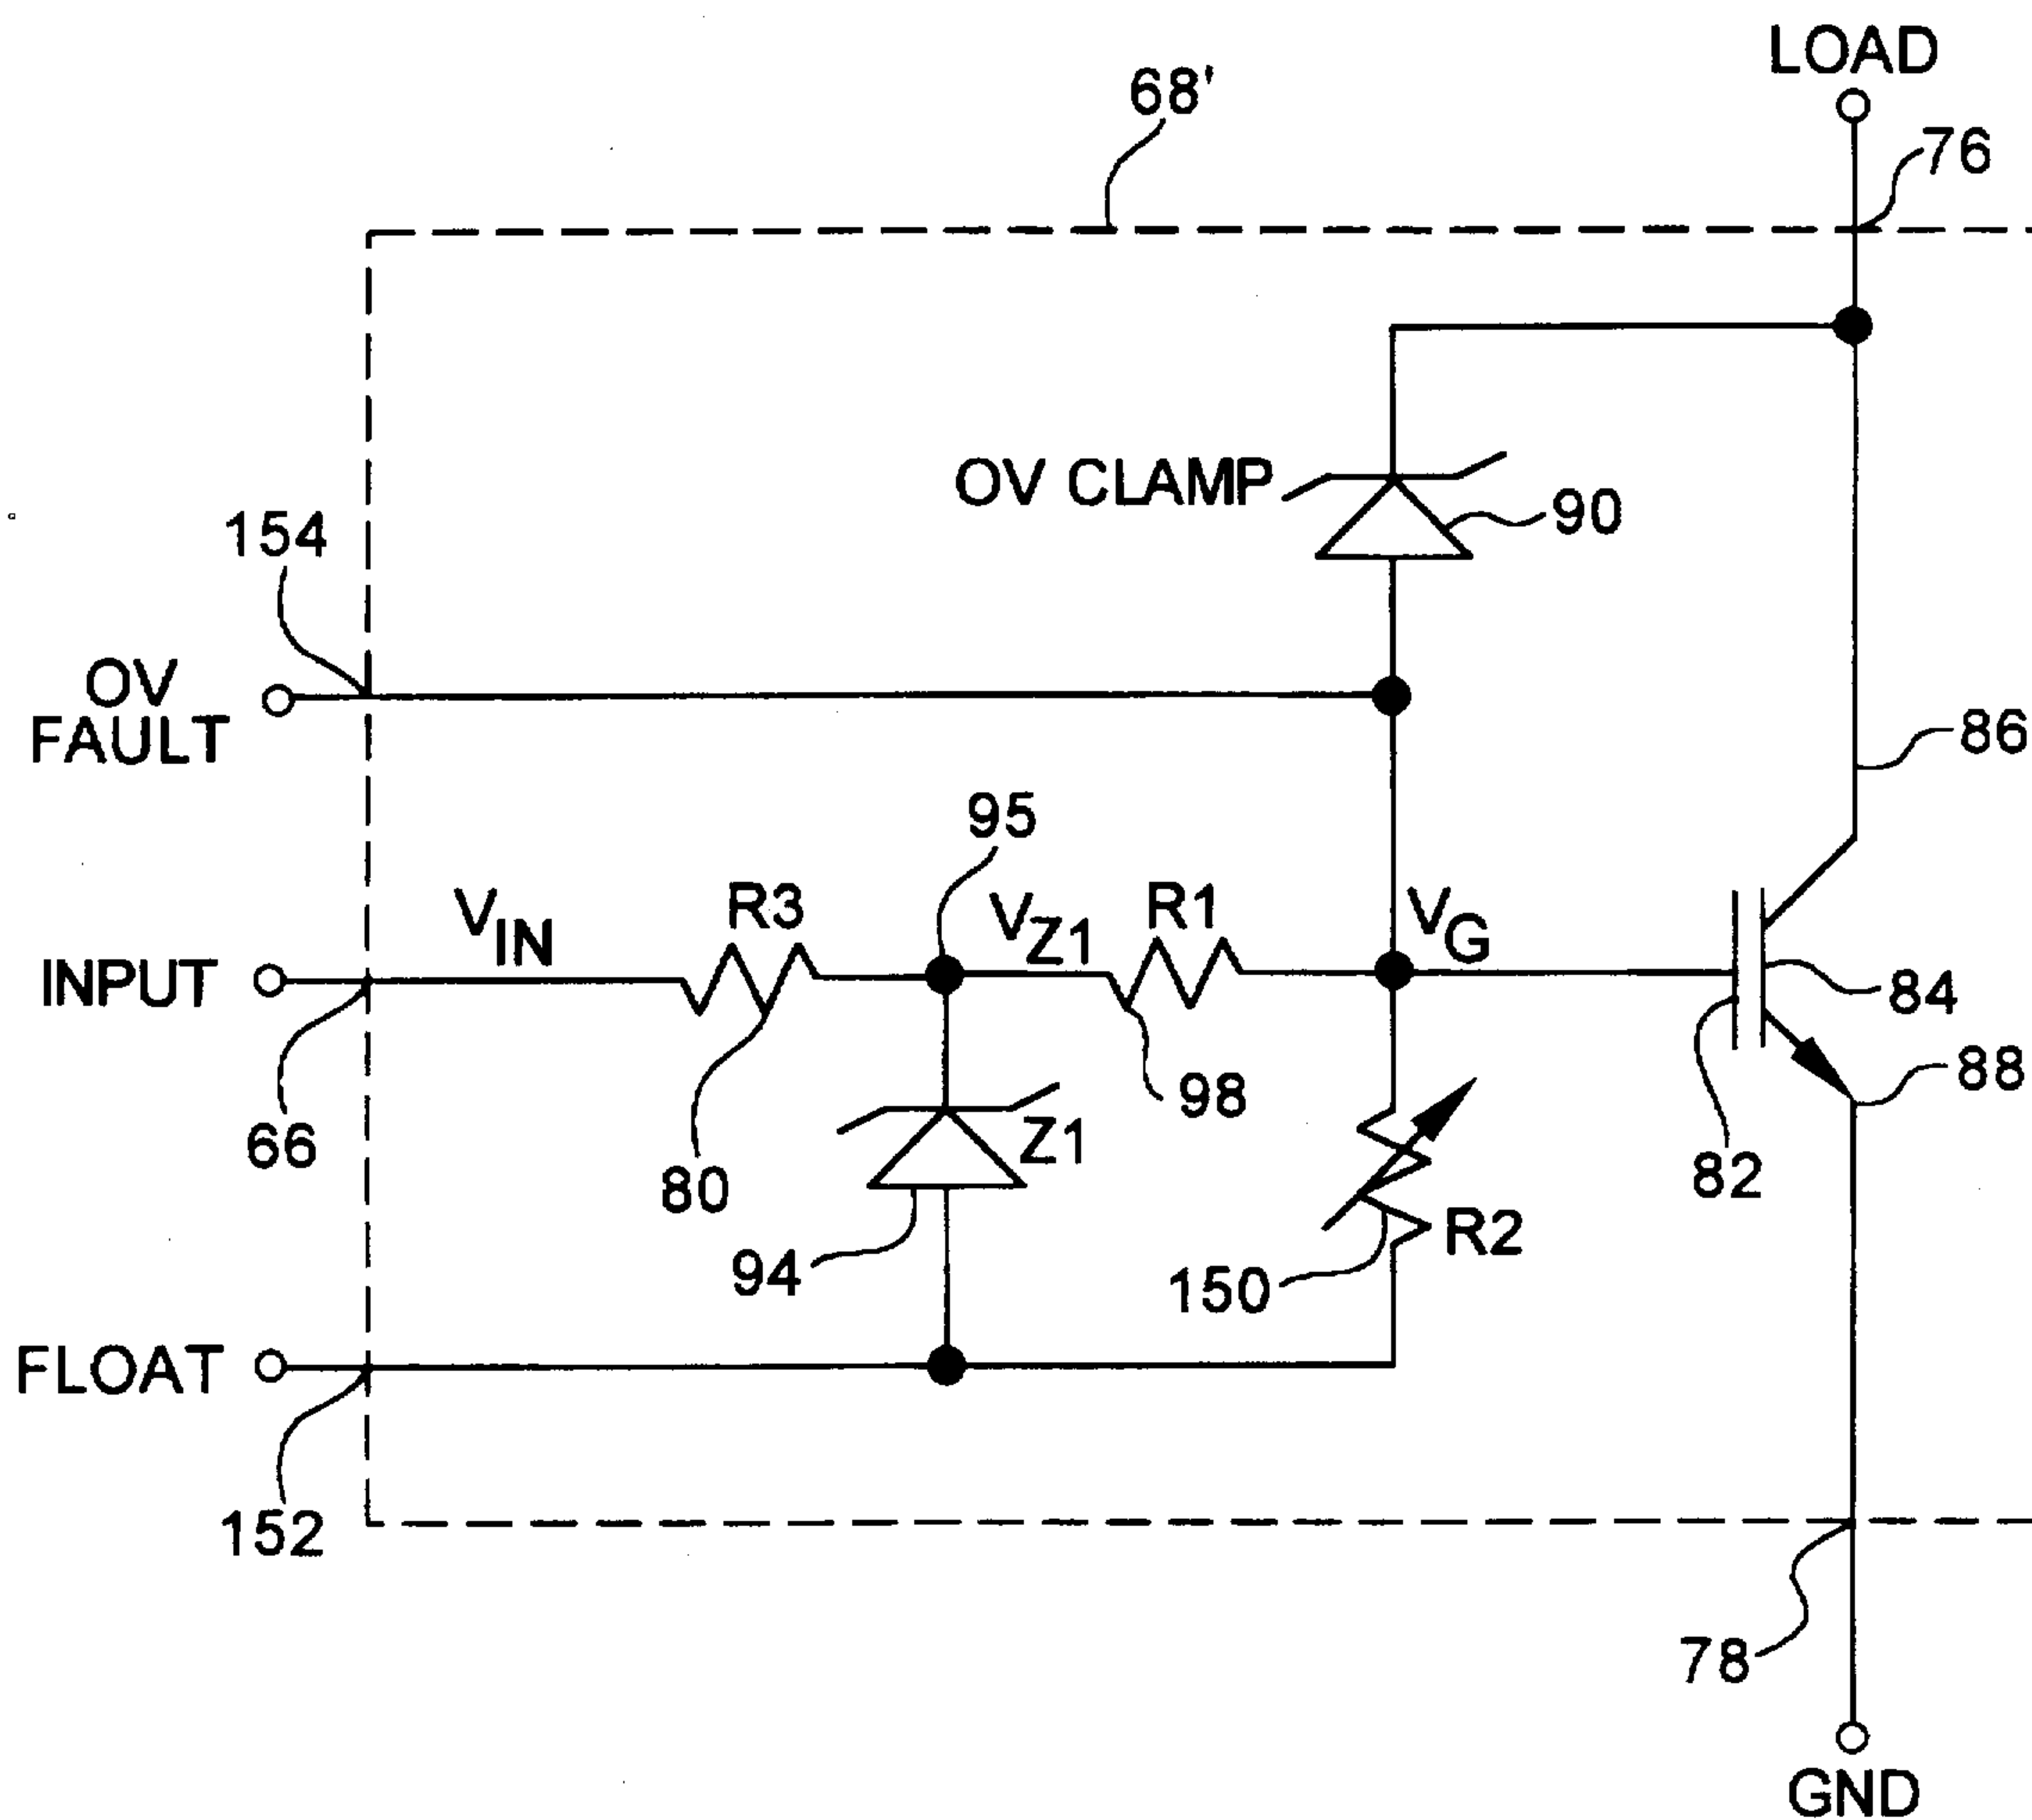 LOAD
68'
76
OV CLAMP
90
154
OV
FAULT
86
95
VIN
R3
VZ1
R1
VG
INPUT
84
88
66
80
Z1
98
82
94
150
R2
FLOAT
152
78
GND